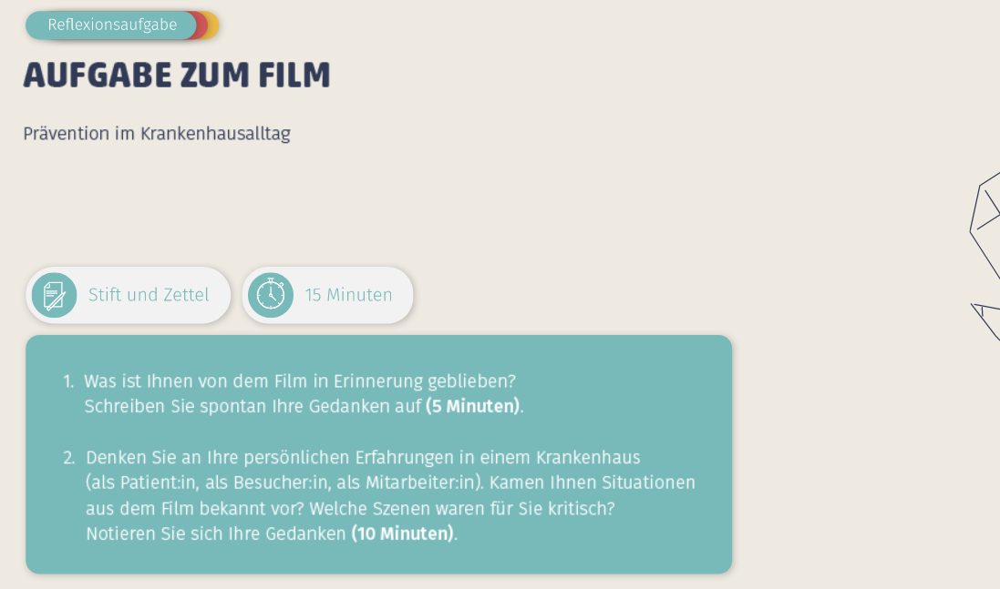 Reflexionsaufgabe
AUFGABE ZUM FILM
Prävention im Krankenhausalltag
Stift und Zettel
15 Minuten
1. Was ist Ihnen von dem Film in Erinnerung geblieben?
Schreiben Sie spontan Ihre Gedanken auf (5 Minuten).
2. Denken Sie an Ihre persönlichen Erfahrungen in einem Krankenhaus
(als Patient:in, als Besucher:in, als Mitarbeiter:in). Kamen Ihnen Situationen
aus dem Film bekannt vor? Welche Szenen waren für Sie kritisch?
Notieren Sie sich Ihre Gedanken (10 Minuten).